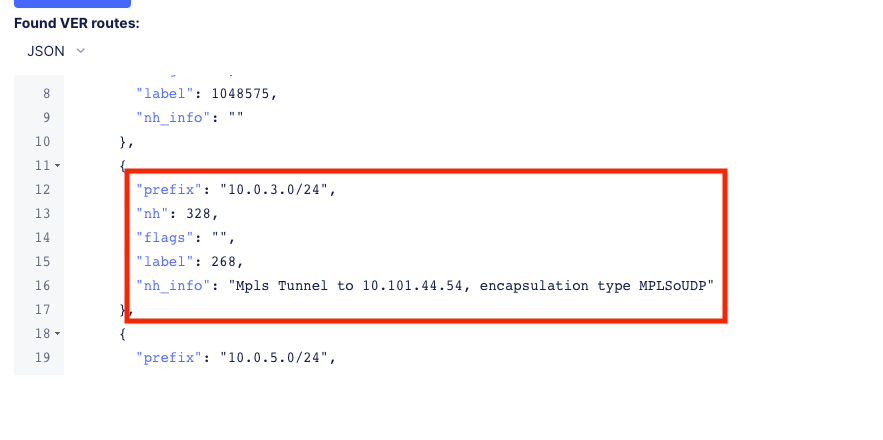 Found VER routes:
JSON
8 "label": 1048575,
9 "nh_info": ""
10 },
11 {
12 "prefix": "10.0.3.0/24",
13 "nh": 328,
14 "flags": "",
15 "label": 268,
16 "nh_info": "Mpls Tunnel to 10.101.44.54, encapsulation type MPLSoUDP"
17 },
18 {
19 "prefix": "10.0.5.0/24",